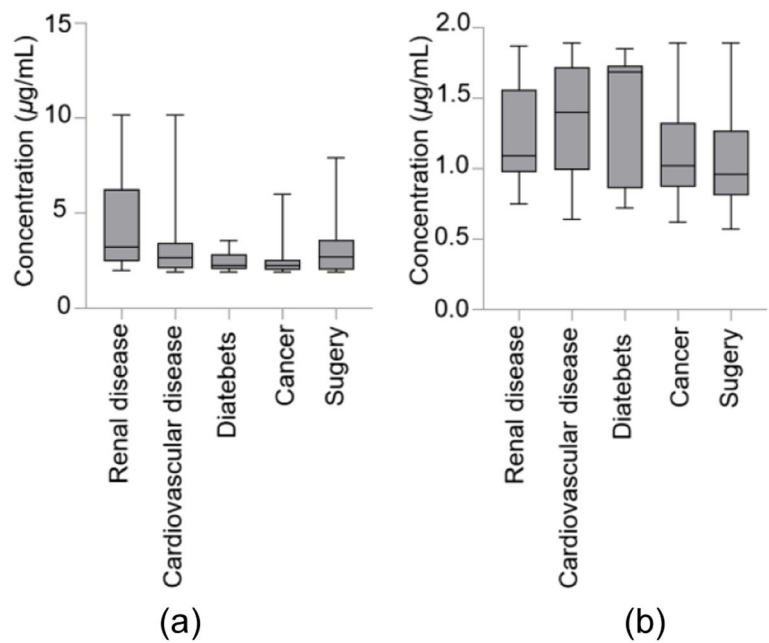 Concentration (µg/mL)
15
10
5
0
Renal disease
Cardiovascular disease
Diatebets
Cancer
Sugery
(a)
Concentration (µg/mL)
2.0
1.5
1.0
0.5
0.0
Renal disease
Cardiovascular disease
Diatebets
Cancer
Sugery
(b)